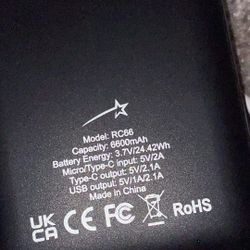 Model: RC66
Capacity: 6600mAh
Battery Energy: 3.7V/24.42Wh
Micro/Type-C input: 5V/2A
Type-C output: 5V/2.1A
USB output: 5V/1A/2.1A
Made in China
UK
CA CE FC RoHS